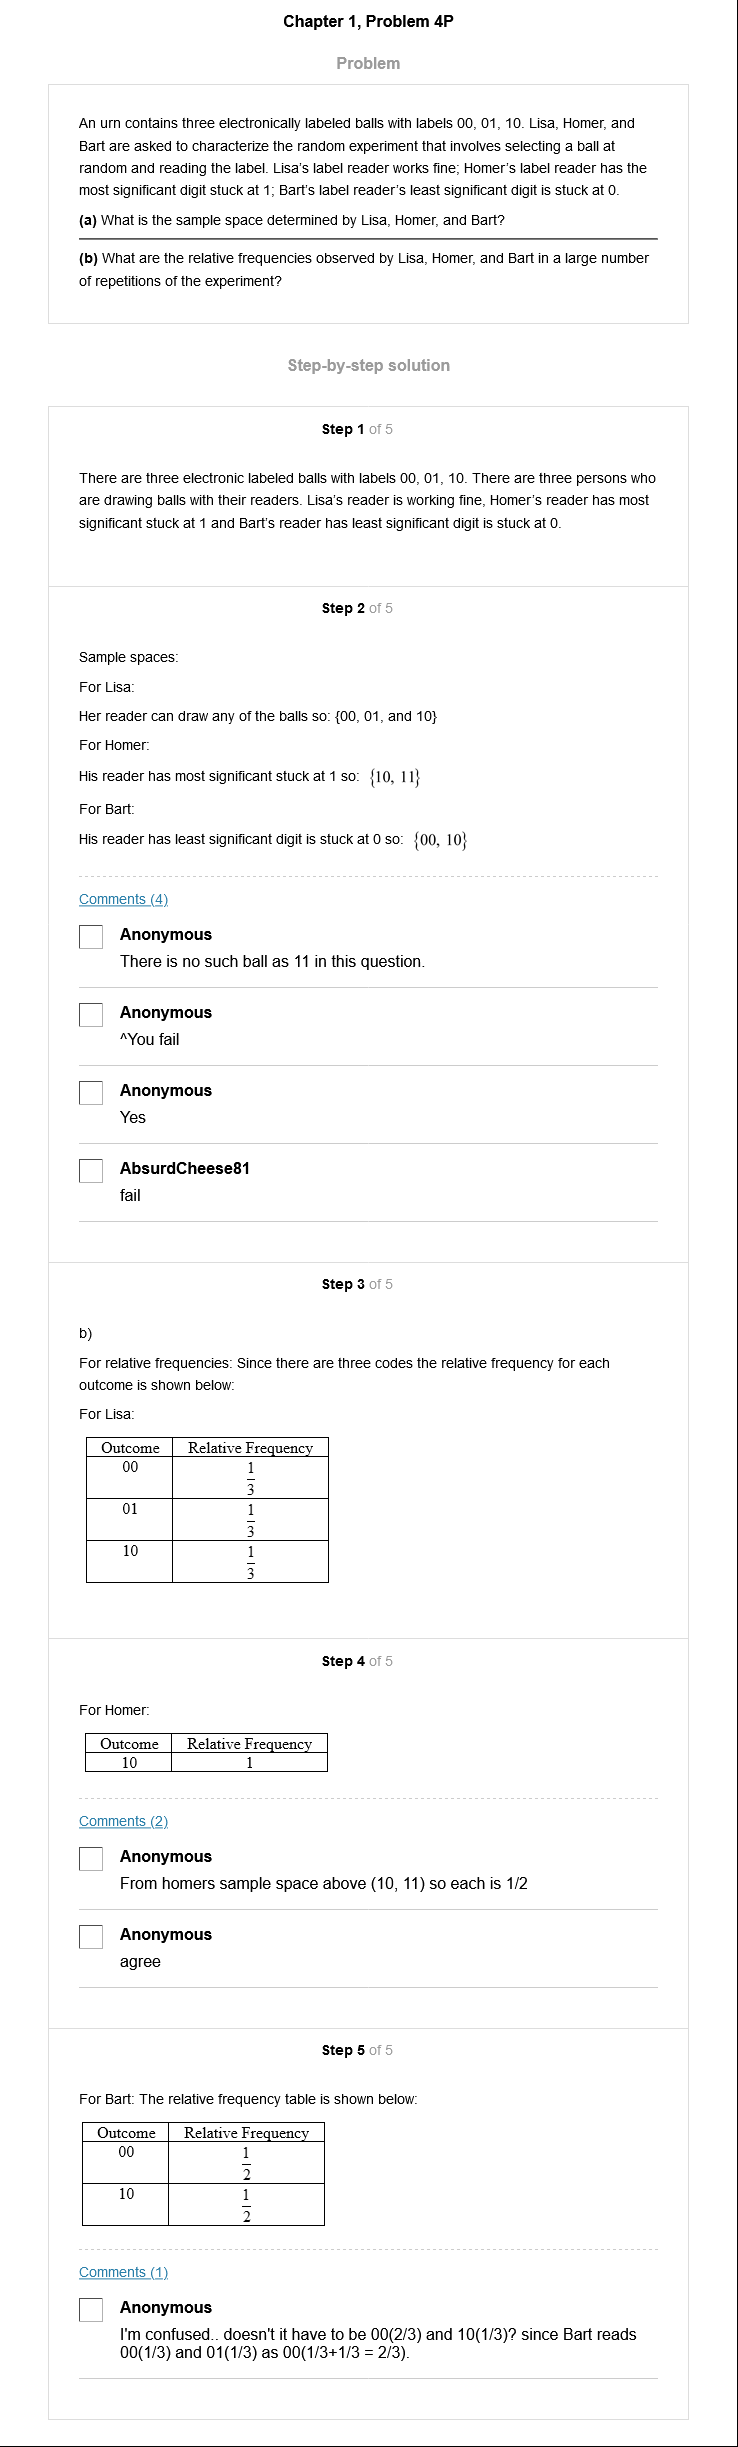 Chapter 1, Problem 4P
Problem
An urn contains three electronically labeled balls with labels 00, 01, 10. Lisa, Homer, and
Bart are asked to characterize the random experiment that involves selecting a ball at
random and reading the label. Lisa's label reader works fine; Homer's label reader has the
most significant digit stuck at 1; Bart's label reader's least significant digit is stuck at 0.
(a) What is the sample space determined by Lisa, Homer, and Bart?
(b) What are the relative frequencies observed by Lisa, Homer, and Bart in a large number
of repetitions of the experiment?
Step-by-step solution
Step 1 of 5
There are three electronic labeled balls with labels 00, 01, 10. There are three persons who
are drawing balls with their readers. Lisa's reader is working fine, Homer's reader has most
significant stuck at 1 and Bart's reader has least significant digit is stuck at 0.
Step 2 of 5
Sample spaces:
For Lisa:
Her reader can draw any of the balls so: {00, 01, and 10}
For Homer:
His reader has most significant stuck at 1 so: {10, 11}
For Bart:
His reader has least significant digit is stuck at 0 so: {00, 10}
Comments (4)
Anonymous
There is no such ball as 11 in this question.
Anonymous
^You fail
Anonymous
Yes
AbsurdCheese81
fail
Step 3 of 5
b)
For relative frequencies: Since there are three codes the relative frequency for each
outcome is shown below:
For Lisa:
Outcome Relative Frequency
00 1/3
01 1/3
10 1/3
Step 4 of 5
For Homer:
Outcome Relative Frequency
10 1
Comments (2)
Anonymous
From homers sample space above (10, 11) so each is 1/2
Anonymous
agree
Step 5 of 5
For Bart: The relative frequency table is shown below:
Outcome Relative Frequency
00 1/2
10 1/2
Comments (1)
Anonymous
I'm confused.. doesn't it have to be 00(2/3) and 10(1/3)? since Bart reads
00(1/3) and 01(1/3) as 00(1/3+1/3 = 2/3).